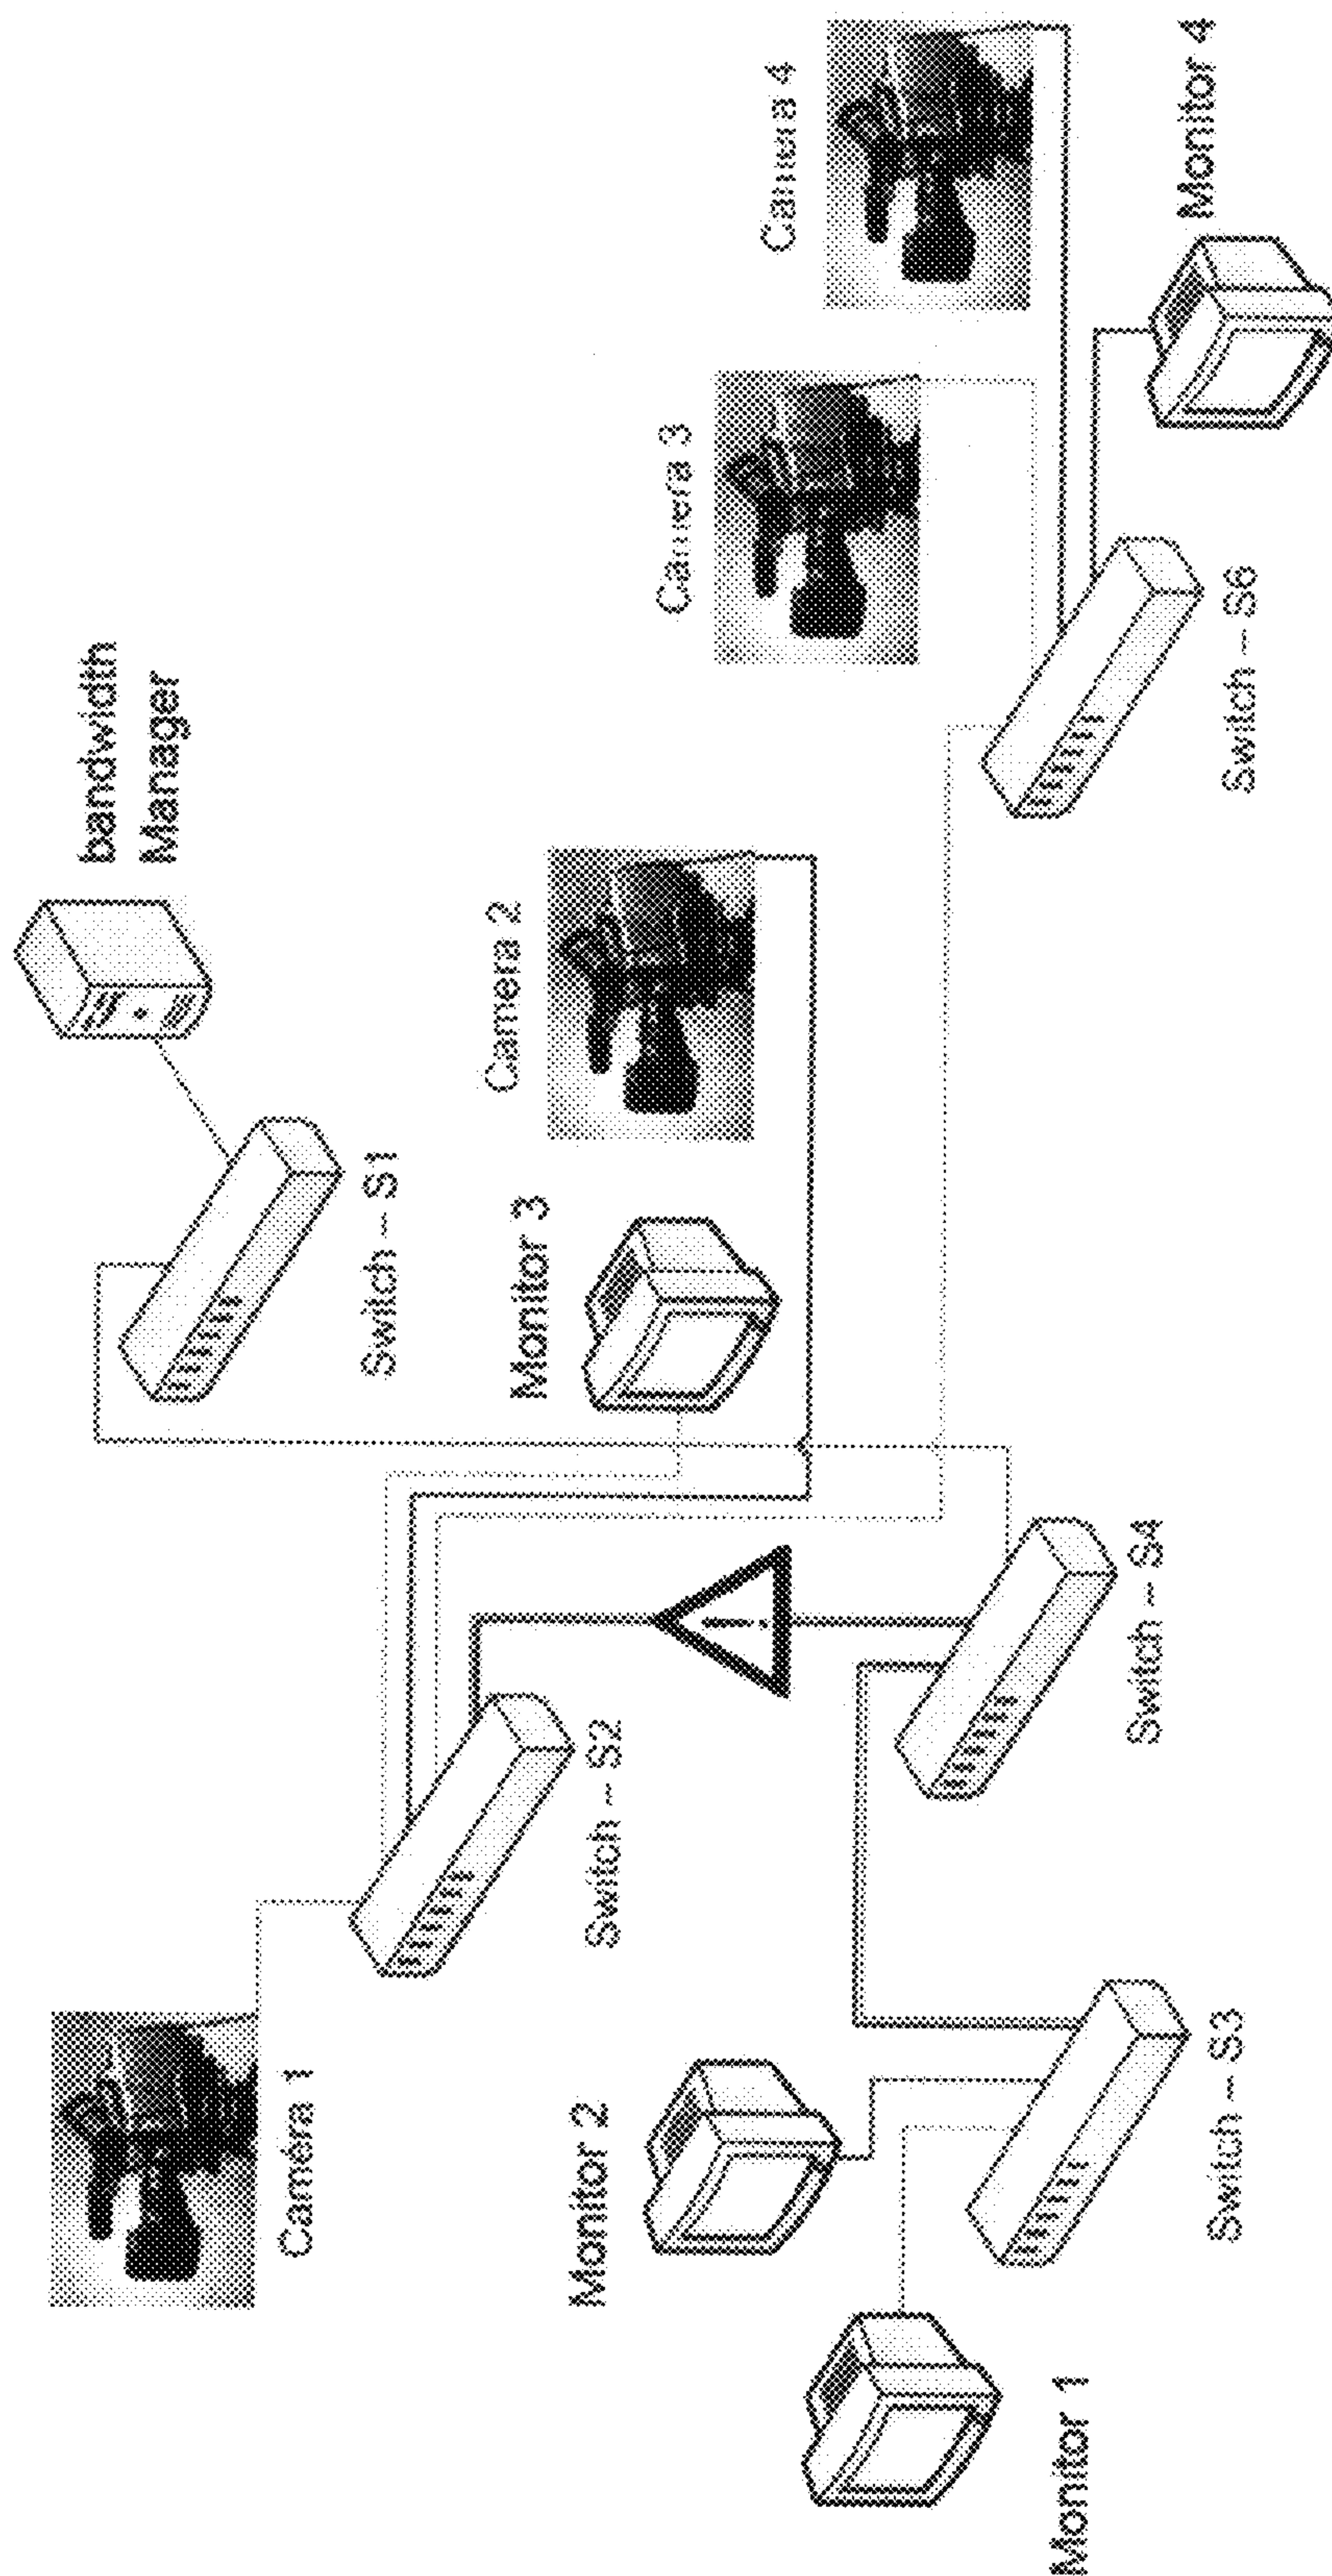 bandwidth
Manager
Camera 1
Switch – S1
Camera 2
Monitor 3
Camera 4
Camera 3
Switch – S2
Monitor 2
!
Monitor 4
Monitor 1
Switch – S3
Switch – S4
Switch – S6